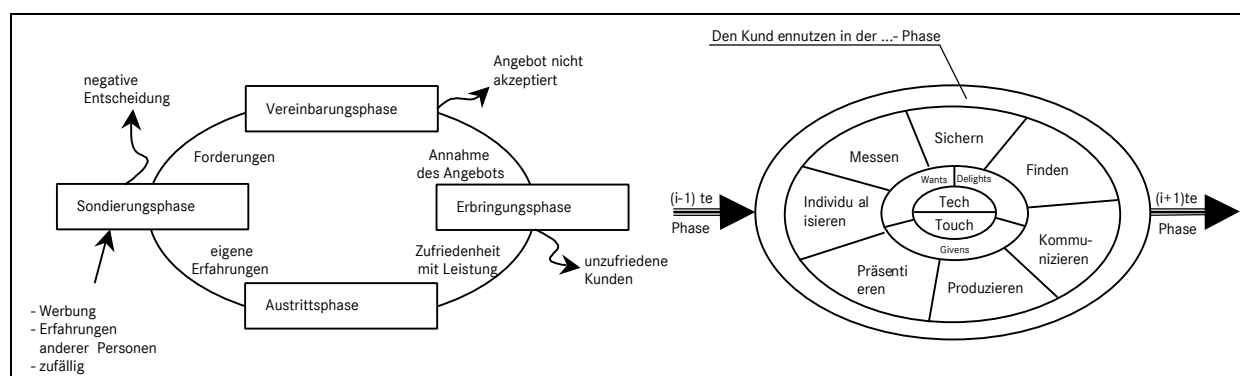 negative
Entscheidung
Vereinbarungsphase
Angebot nicht
akzeptiert
Forderungen
Annahme
des Angebots
Sondierungsphase
Erbringungsphase
eigene
Erfahrungen
Zufriedenheit
mit Leistung
unzufriedene
Kunden
Austrittsphase
- Werbung
- Erfahrungen
anderer Personen
- zufällig
Den Kund ennutzen in der ...- Phase
Sichern
Messen
Finden
Wants
Delights
Individu al
isieren
Tech
Touch
Givens
Kommu-
nizieren
Präsenti
eren
Produzieren
(i-1) te
Phase
(i+1)te
Phase